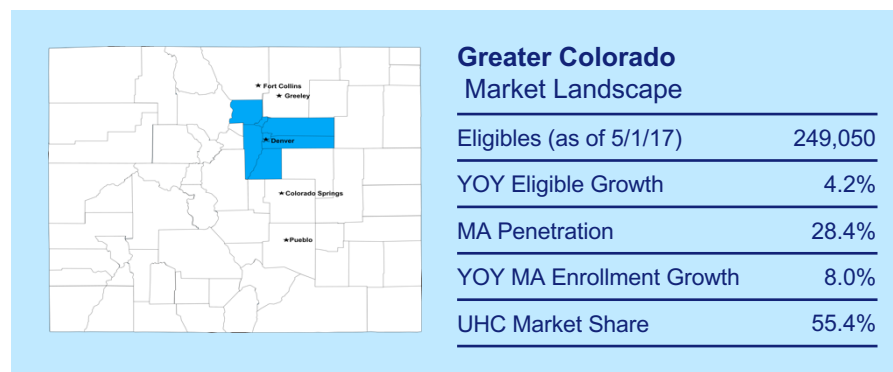 ★ Fort Collins
★ Greeley
★ Denver
★ Colorado Springs
★ Pueblo
Greater Colorado
Market Landscape
Eligibles (as of 5/1/17) 249,050
YOY Eligible Growth 4.2%
MA Penetration 28.4%
YOY MA Enrollment Growth 8.0%
UHC Market Share 55.4%